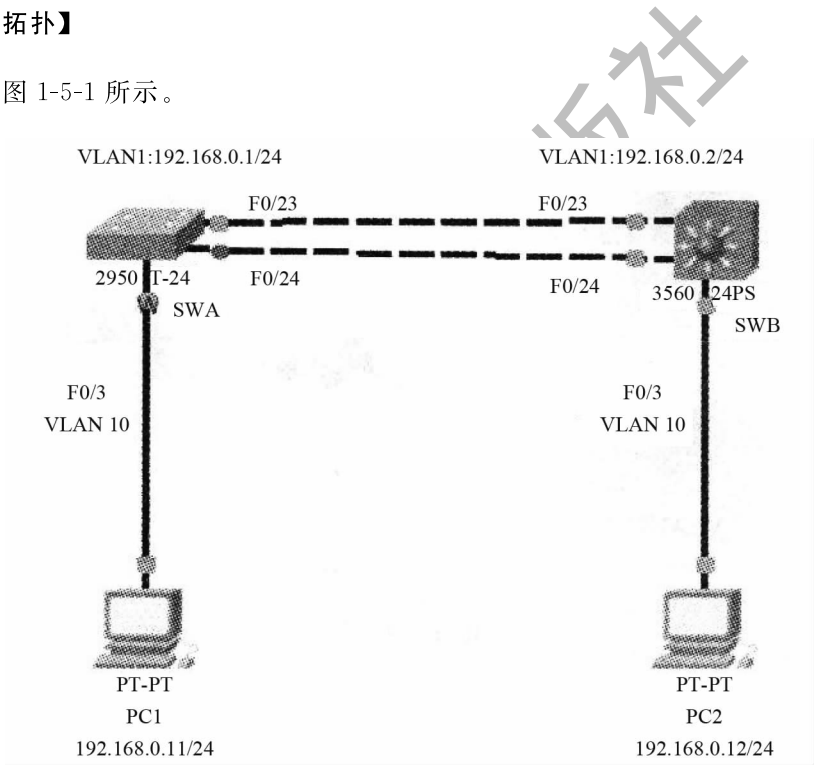 拓扑】
图 1-5-1 所示。
VLAN1:192.168.0.1/24
VLAN1:192.168.0.2/24
F0/23
F0/23
F0/24
F0/24
2950 T-24
SWA
3560 24PS
SWB
F0/3
VLAN 10
F0/3
VLAN 10
PT-PT
PC1
192.168.0.11/24
PT-PT
PC2
192.168.0.12/24
版社